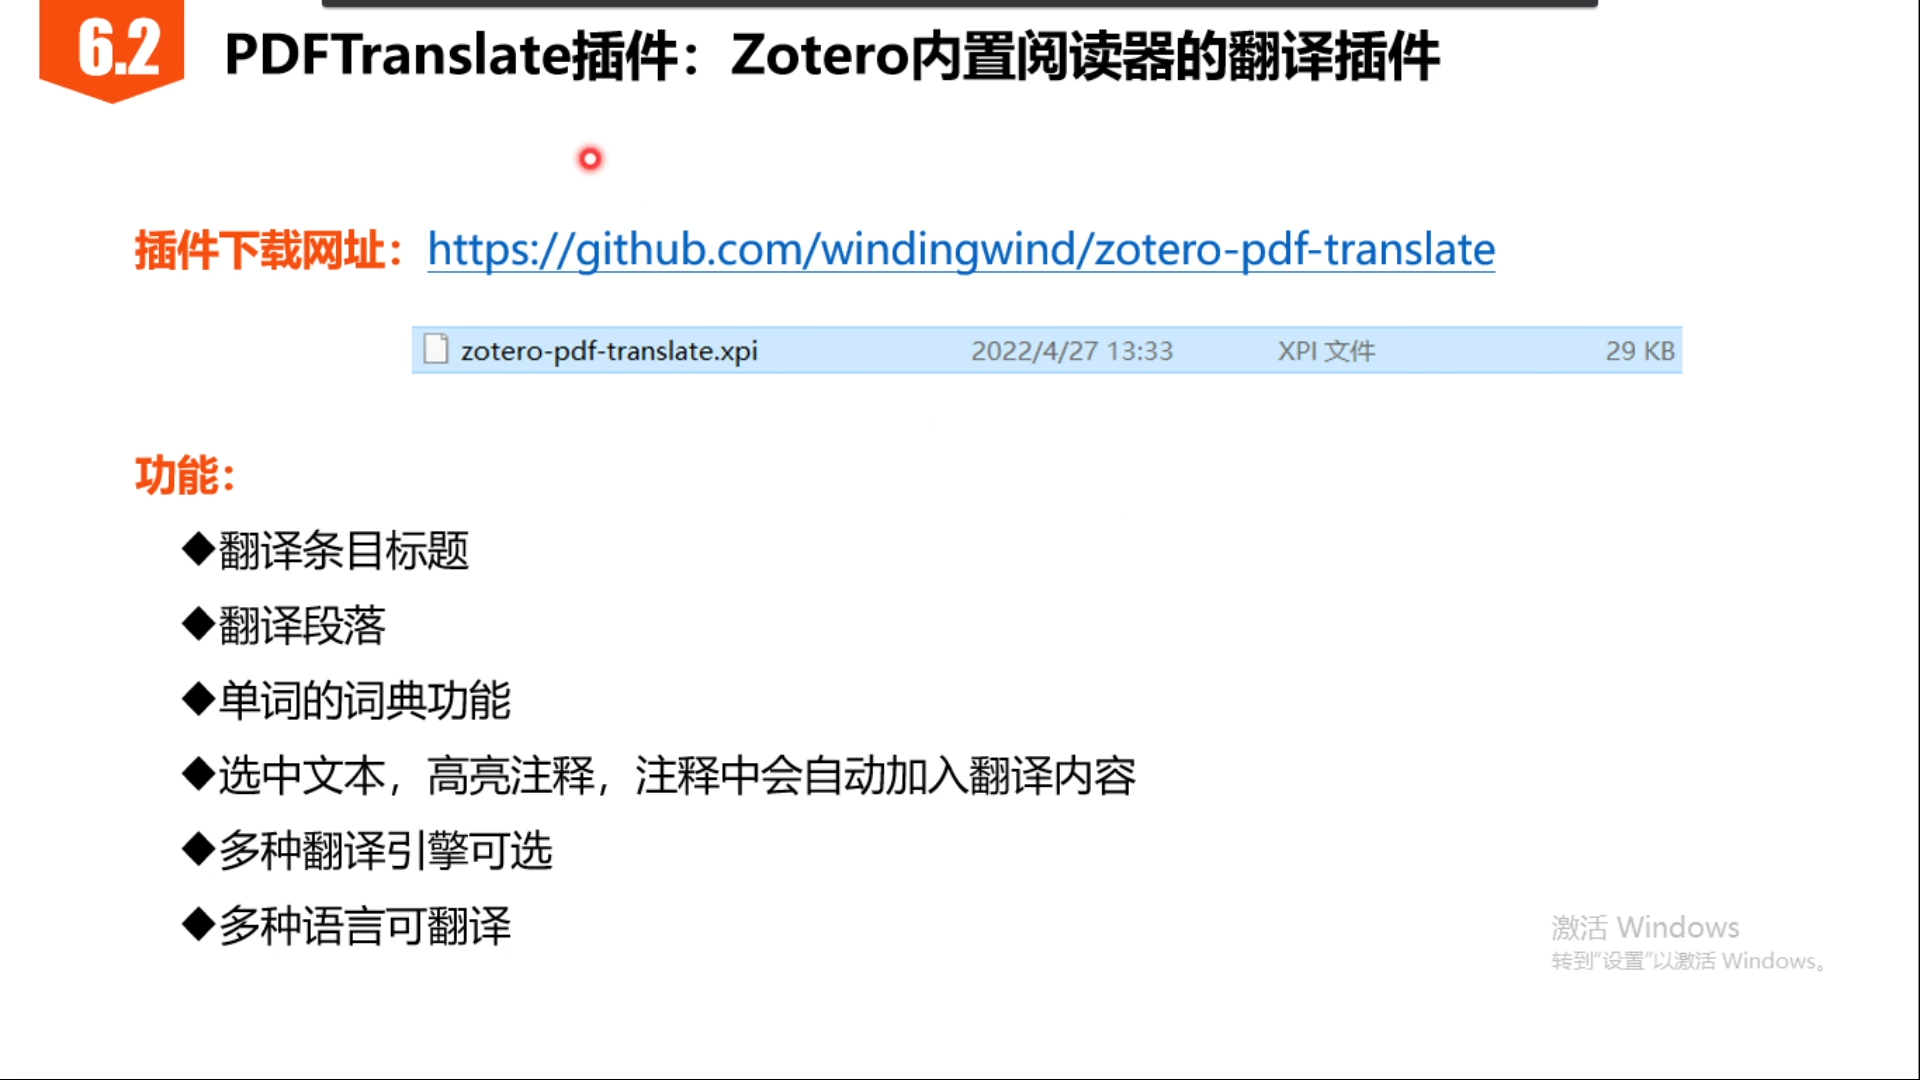 6.2
PDFTranslate插件：Zotero内置阅读器的翻译插件
插件下载网址：https://github.com/windingwind/zotero-pdf-translate
zotero-pdf-translate.xpi 2022/4/27 13:33 XPI 文件 29 KB
功能：
◆翻译条目标题
◆翻译段落
◆单词的词典功能
◆选中文本，高亮注释，注释中会自动加入翻译内容
◆多种翻译引擎可选
◆多种语言可翻译
激活 Windows
转到"设置"以激活 Windows。